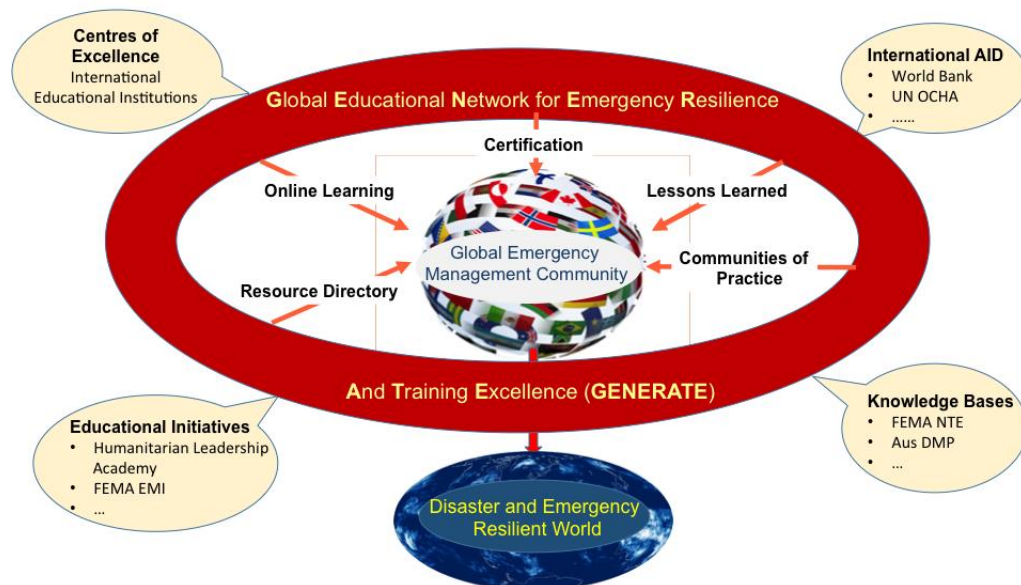 Centres of
Excellence
International
Educational Institutions
International AID
• World Bank
• UN OCHA
• ......
Global Educational Network for Emergency Resilience
Certification
Online Learning
Lessons Learned
Global Emergency
Management Community
Communities of
Practice
Resource Directory
And Training Excellence (GENERATE)
Educational Initiatives
• Humanitarian Leadership
Academy
• FEMA EMI
• ...
Knowledge Bases
• FEMA NTE
• Aus DMP
• ...
Disaster and Emergency
Resilient World